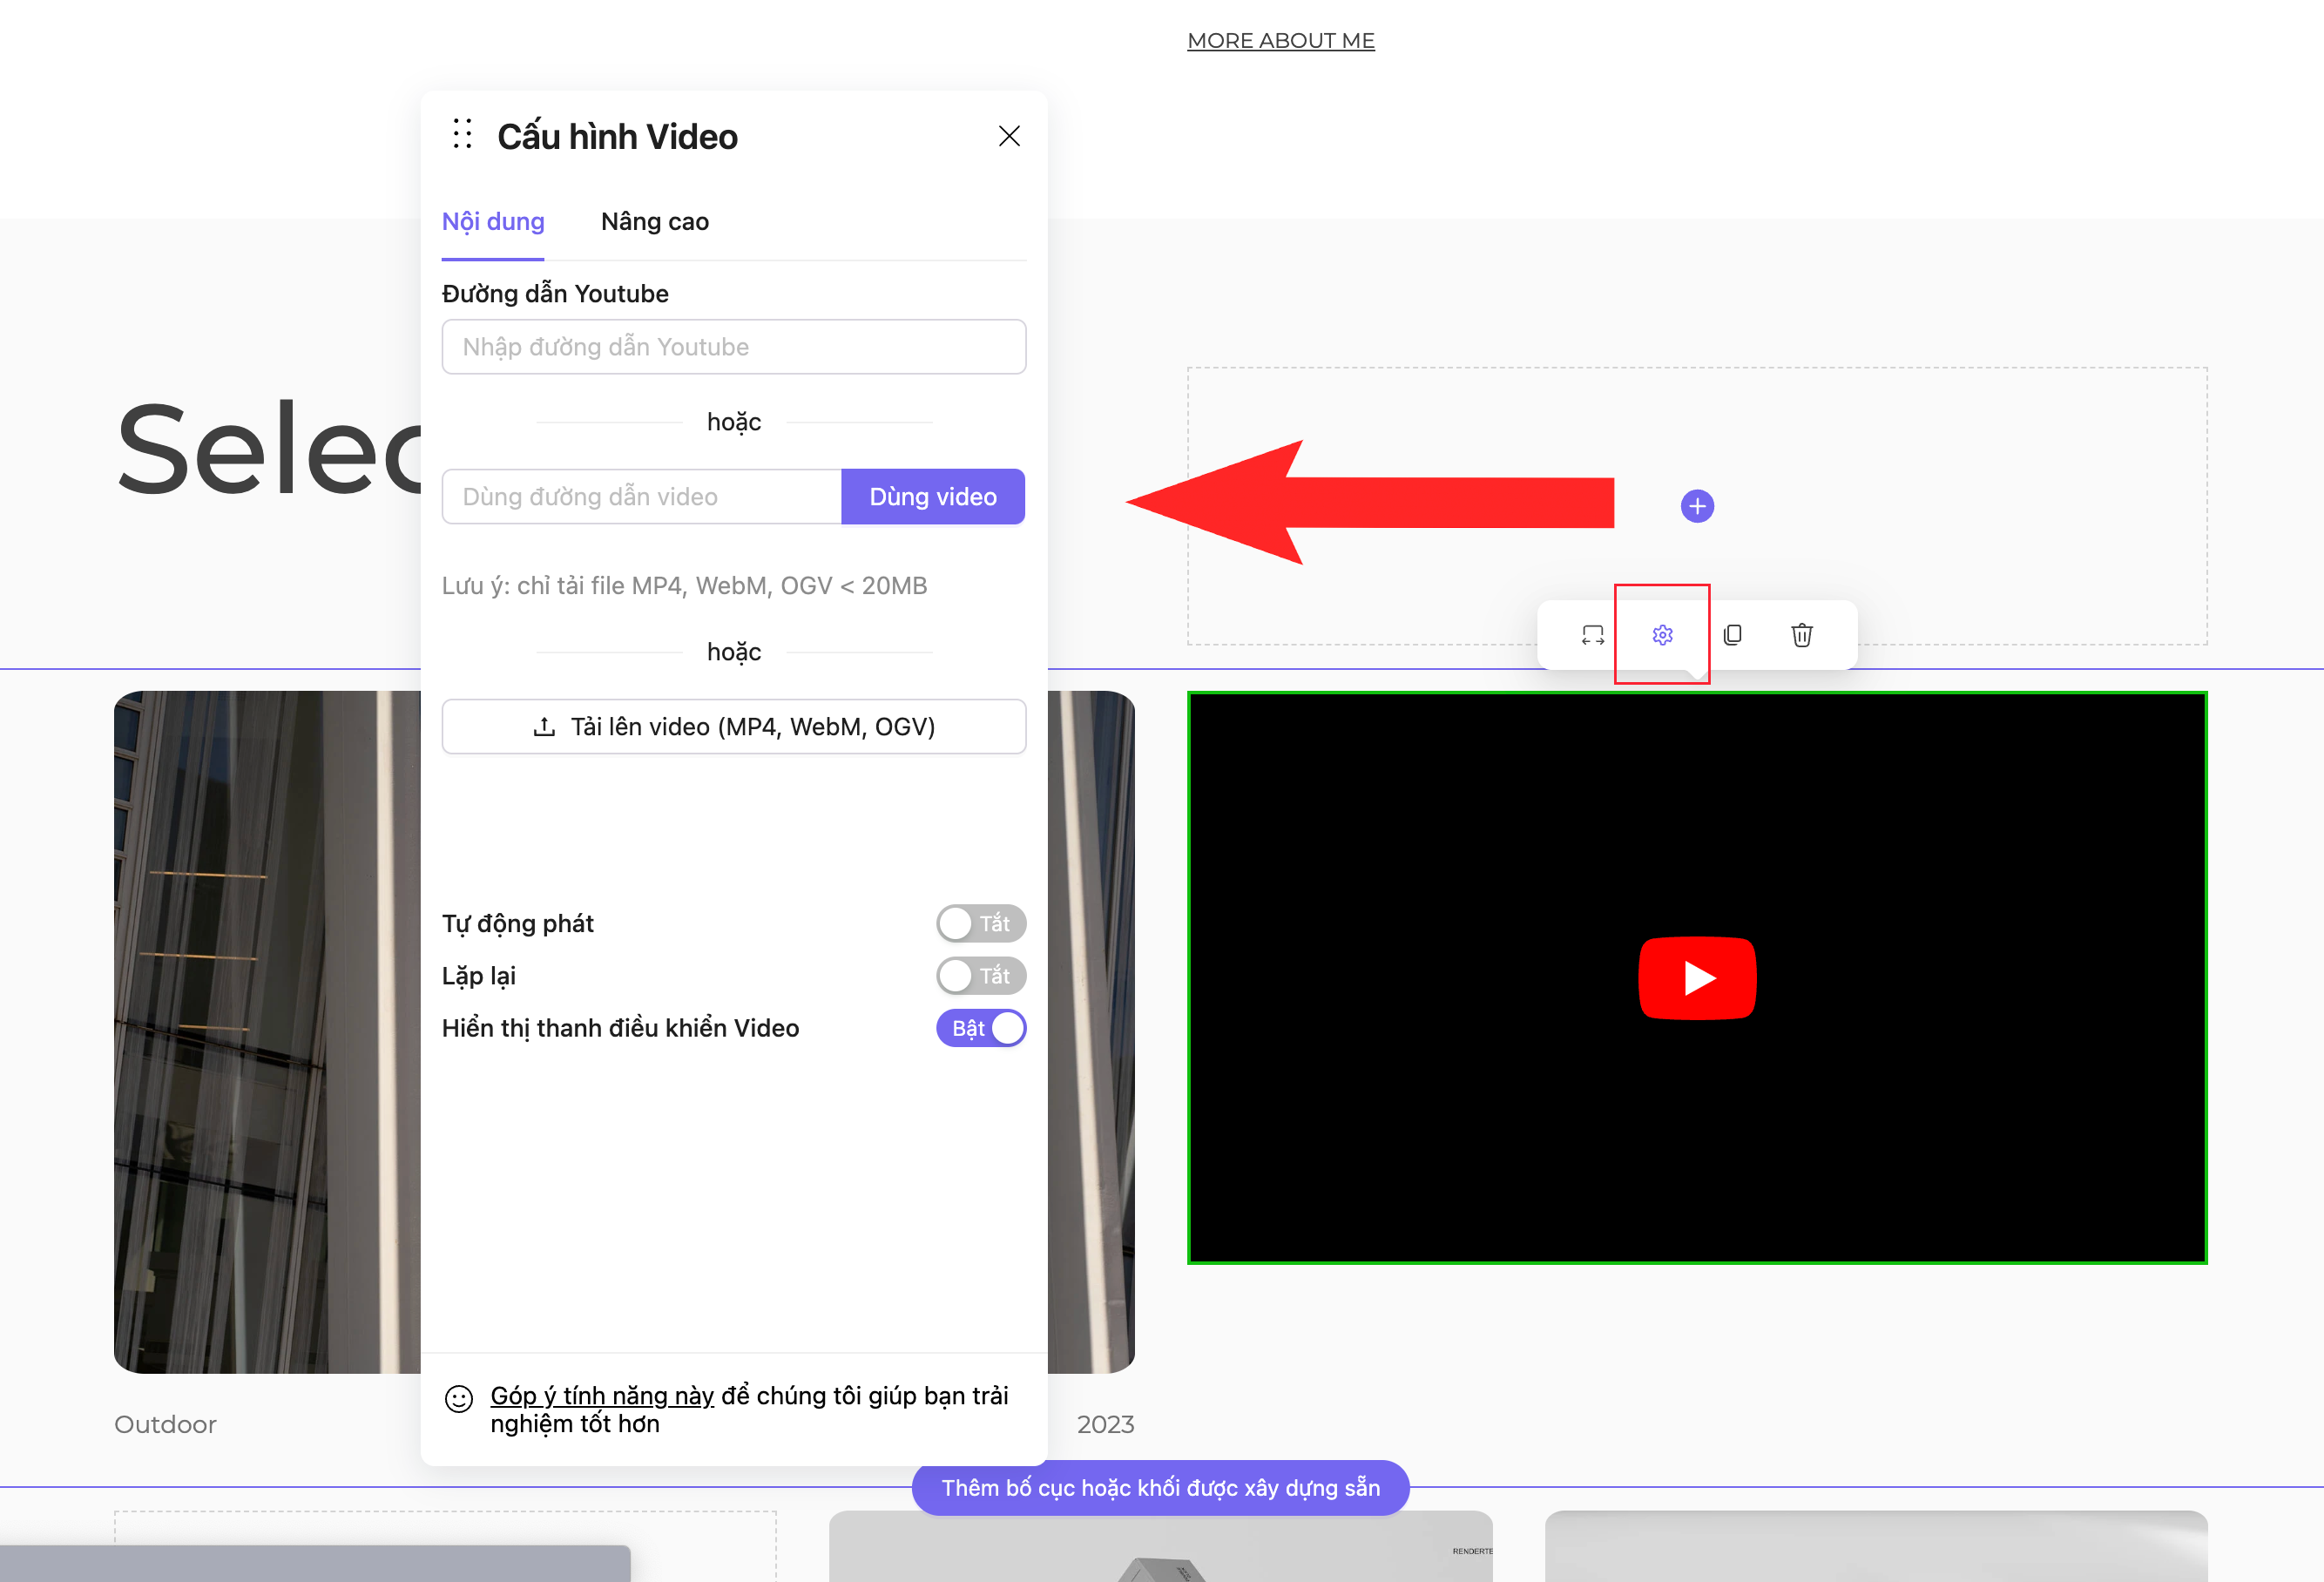 MORE ABOUT ME
Cấu hình Video
Nội dung
Nâng cao
Đường dẫn Youtube
Nhập đường dẫn Youtube
hoặc
Dùng đường dẫn video
Dùng video
Lưu ý: chỉ tải file MP4, WebM, OGV < 20MB
hoặc
Tải lên video (MP4, WebM, OGV)
Tự động phát
Tắt
Lặp lại
Tắt
Hiển thị thanh điều khiển Video
Bật
Góp ý tính năng này để chúng tôi giúp bạn trải
nghiệm tốt hơn
Selec
Outdoor
2023
Thêm bố cục hoặc khối được xây dựng sẵn
RENDERTE